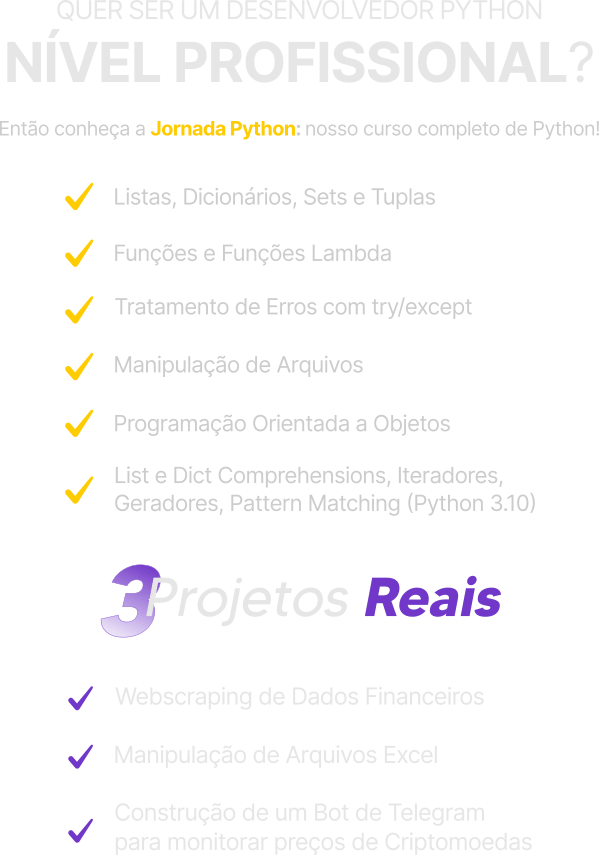 QUER SER UM DESENVOLVEDOR PYTHON
NÍVEL PROFISSIONAL?
Então conheça a Jornada Python: nosso curso completo de Python!
Listas, Dicionários, Sets e Tuplas
Funções e Funções Lambda
Tratamento de Erros com try/except
Manipulação de Arquivos
Programação Orientada a Objetos
List e Dict Comprehensions, Iteradores,
Geradores, Pattern Matching (Python 3.10)
3 Projetos Reais
Webscraping de Dados Financeiros
Manipulação de Arquivos Excel
Construção de um Bot de Telegram
para monitorar preços de Criptomoedas